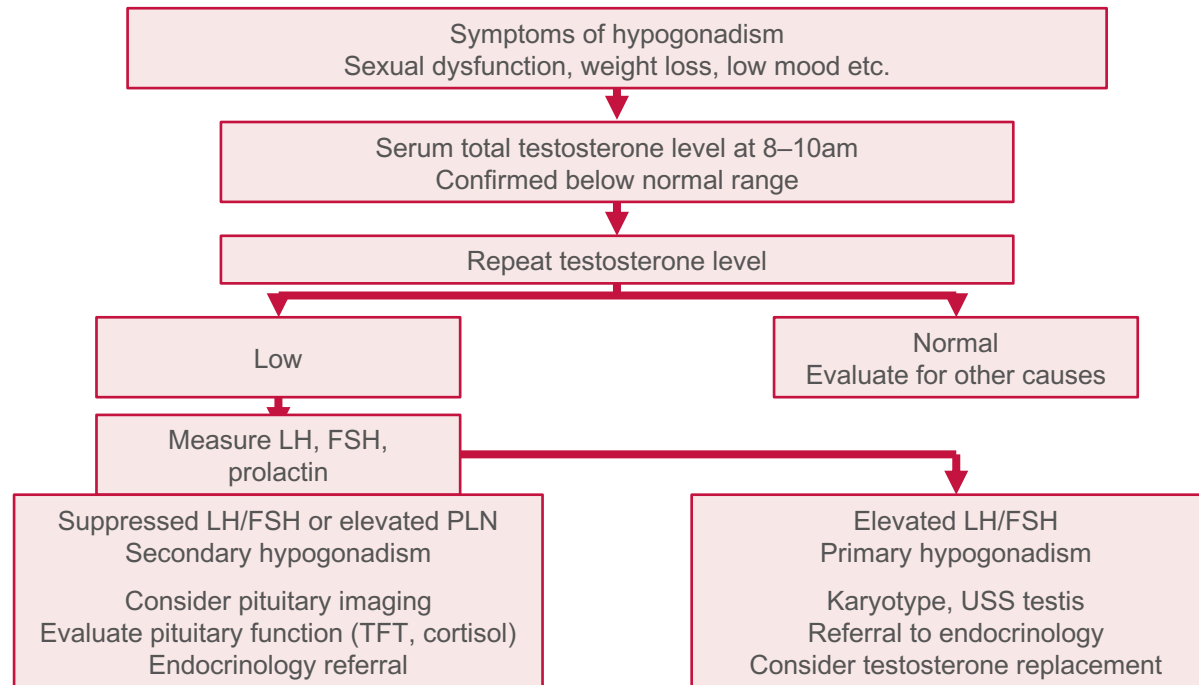 Symptoms of hypogonadism
Sexual dysfunction, weight loss, low mood etc.
Serum total testosterone level at 8–10am
Confirmed below normal range
Repeat testosterone level
Low
Normal
Evaluate for other causes
Measure LH, FSH,
prolactin
Suppressed LH/FSH or elevated PLN
Secondary hypogonadism
Consider pituitary imaging
Evaluate pituitary function (TFT, cortisol)
Endocrinology referral
Elevated LH/FSH
Primary hypogonadism
Karyotype, USS testis
Referral to endocrinology
Consider testosterone replacement